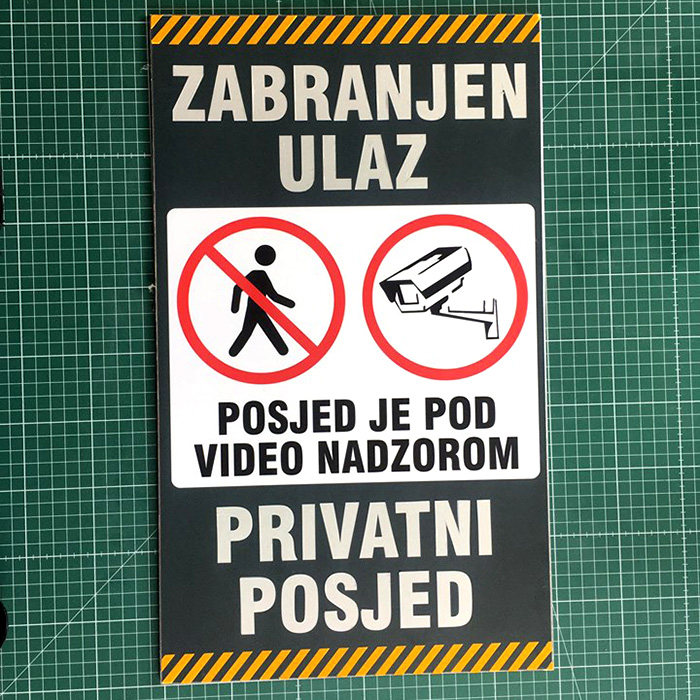 ZABRANJEN
ULAZ
POSJED JE POD
VIDEO NADZOROM
PRIVATNI
POSJED